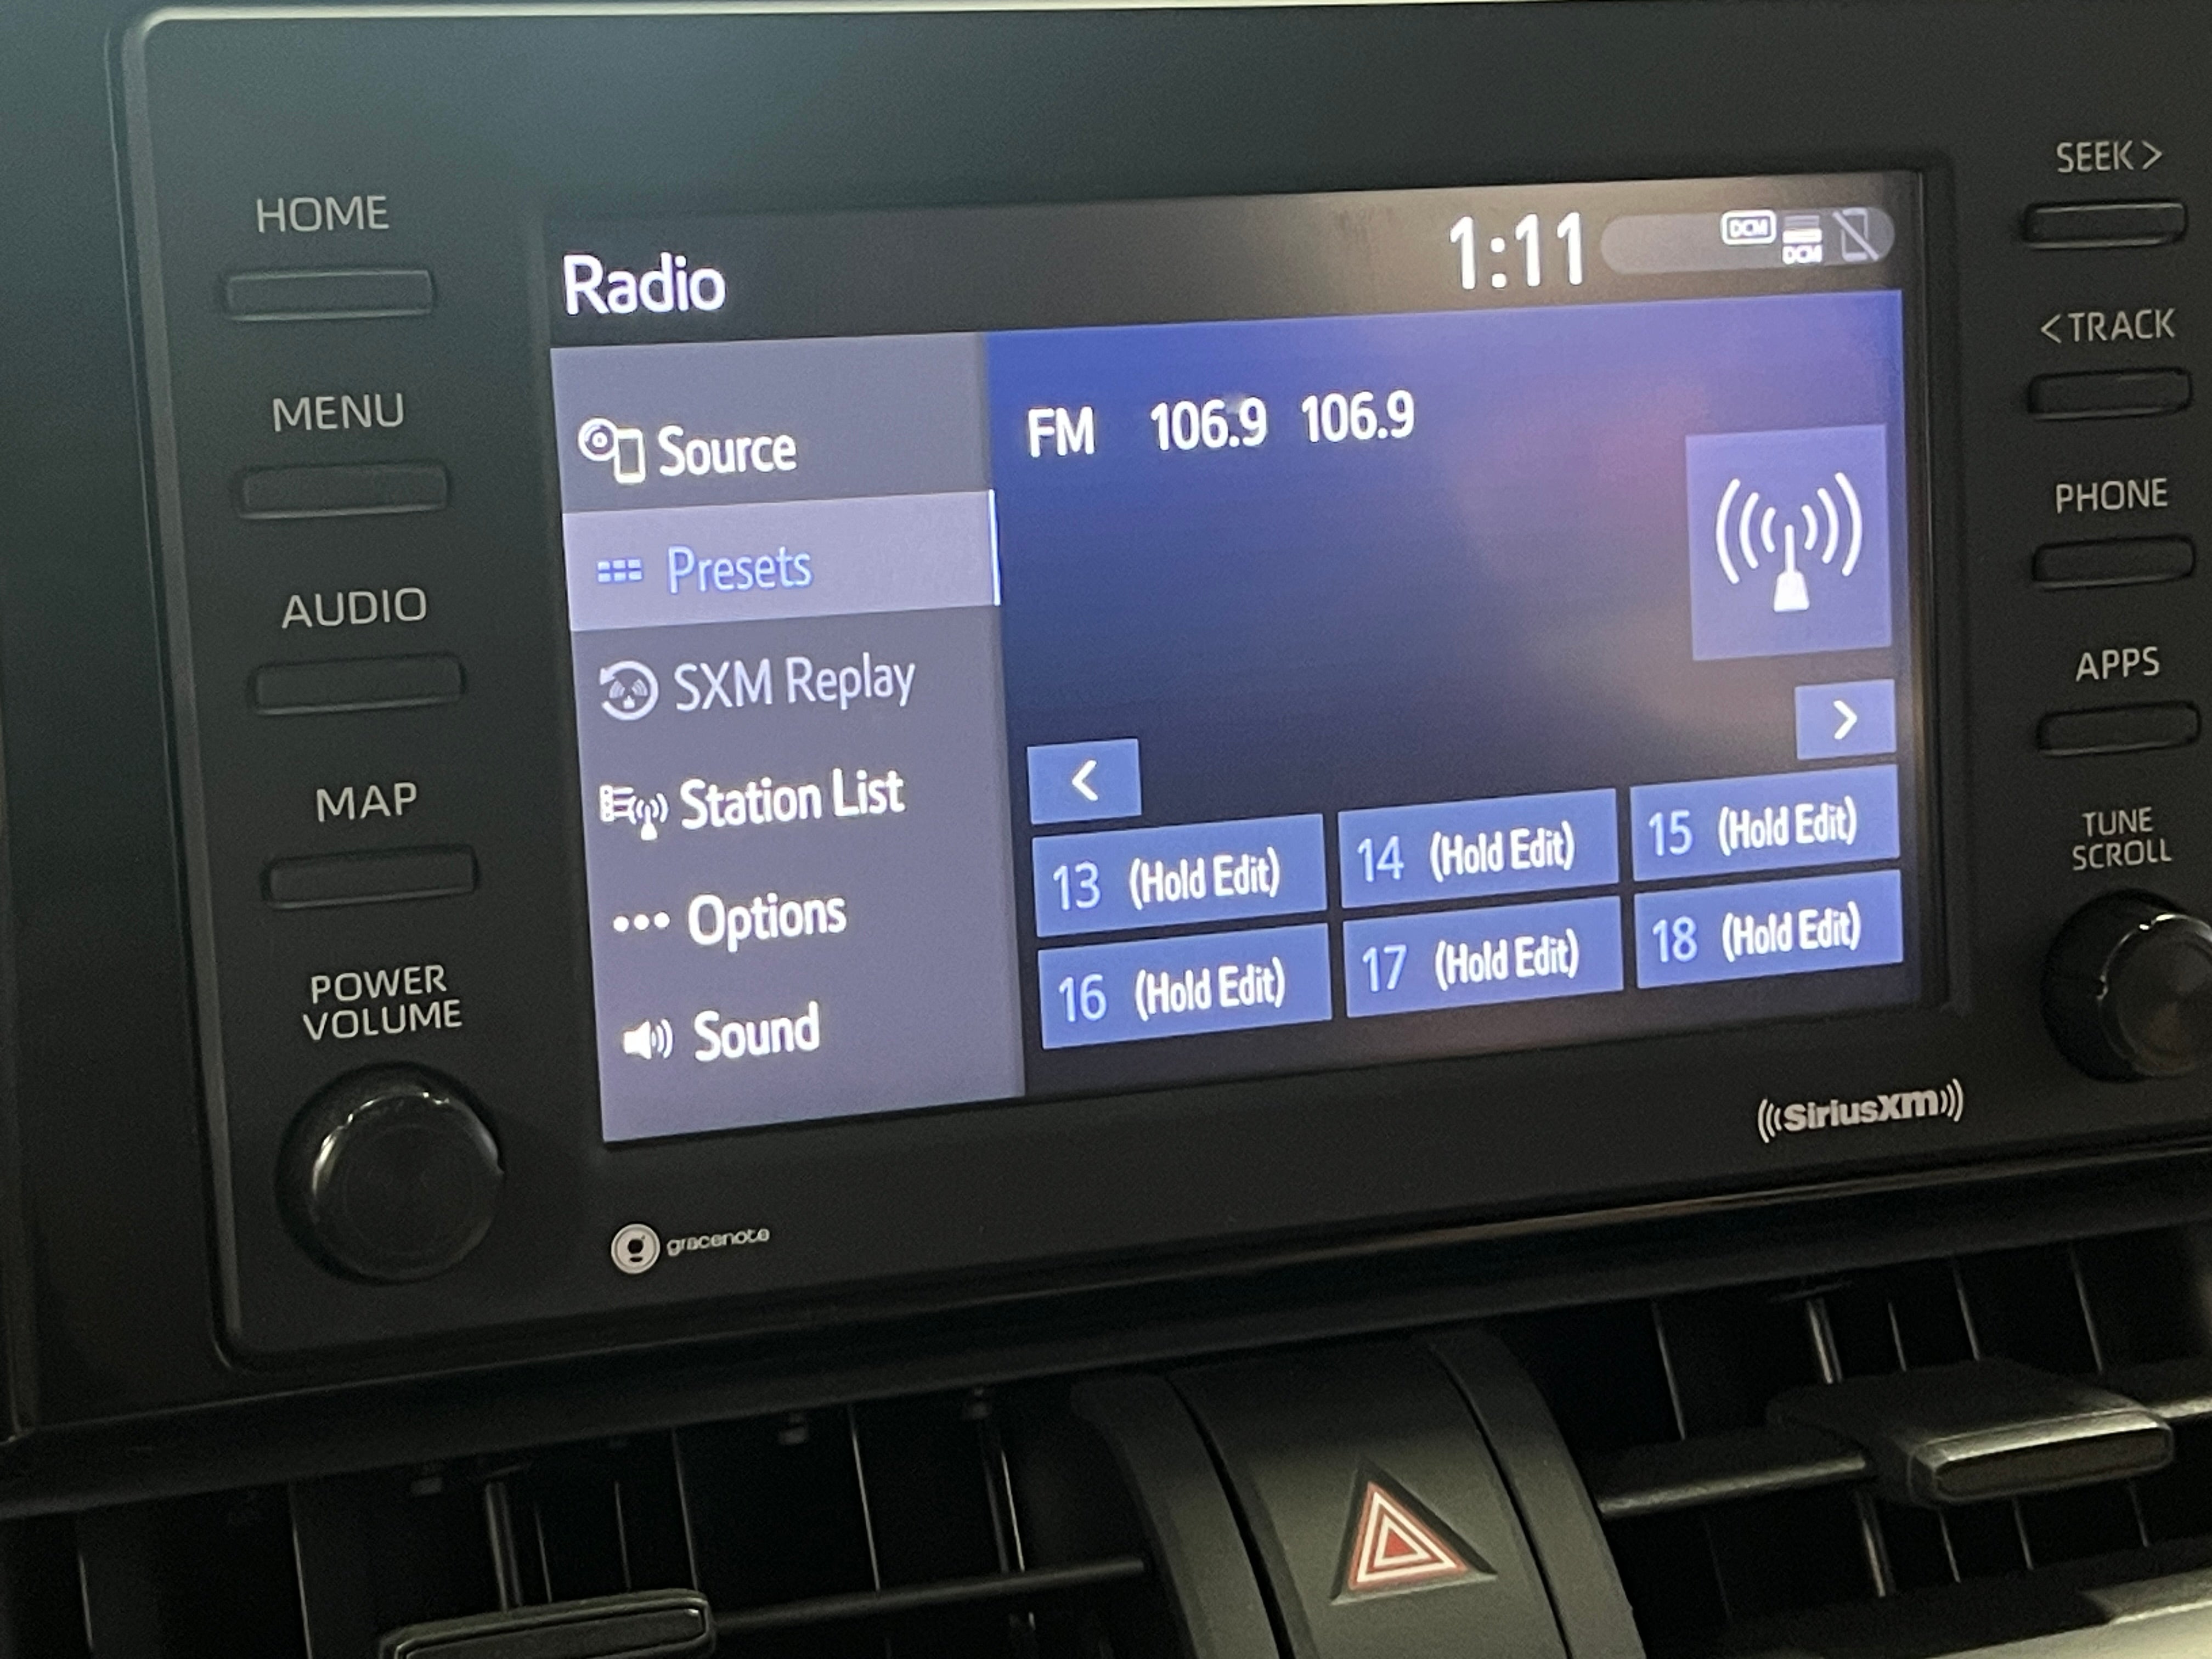 HOME
MENU
AUDIO
MAP
POWER
VOLUME
Radio
1:11
DCM
DCM
Source
Presets
SXM Replay
Station List
Options
Sound
FM 106.9 106.9
<
>
13 (Hold Edit)
14 (Hold Edit)
15 (Hold Edit)
16 (Hold Edit)
17 (Hold Edit)
18 (Hold Edit)
SEEK >
< TRACK
PHONE
APPS
TUNE
SCROLL
gracenote
((SiriusXM))